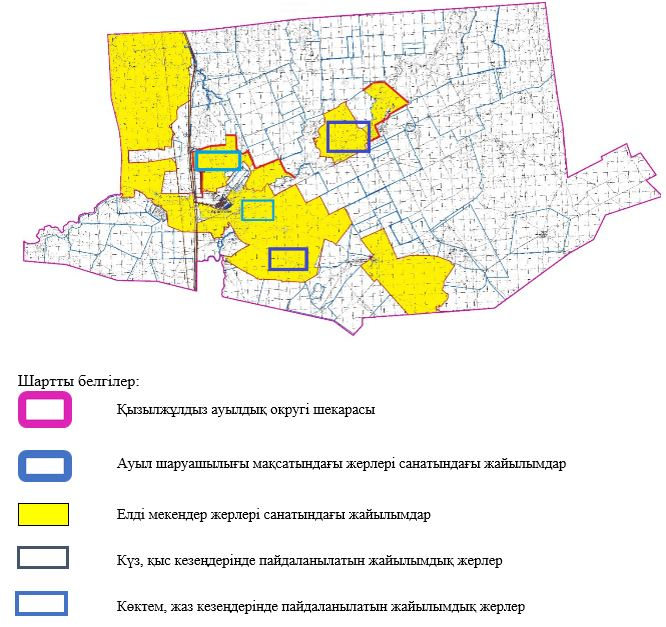 Шартты белгілер:
Қызылжұлдыз ауылдық округі шекарасы
Ауыл шаруашылығы мақсатындағы жерлері санатындағы жайылымдар
Елді мекендер жерлері санатындағы жайылымдар
Күз, қыс кезеңдерінде пайдаланылатын жайылымдық жерлер
Көктем, жаз кезеңдерінде пайдаланылатын жайылымдық жерлер